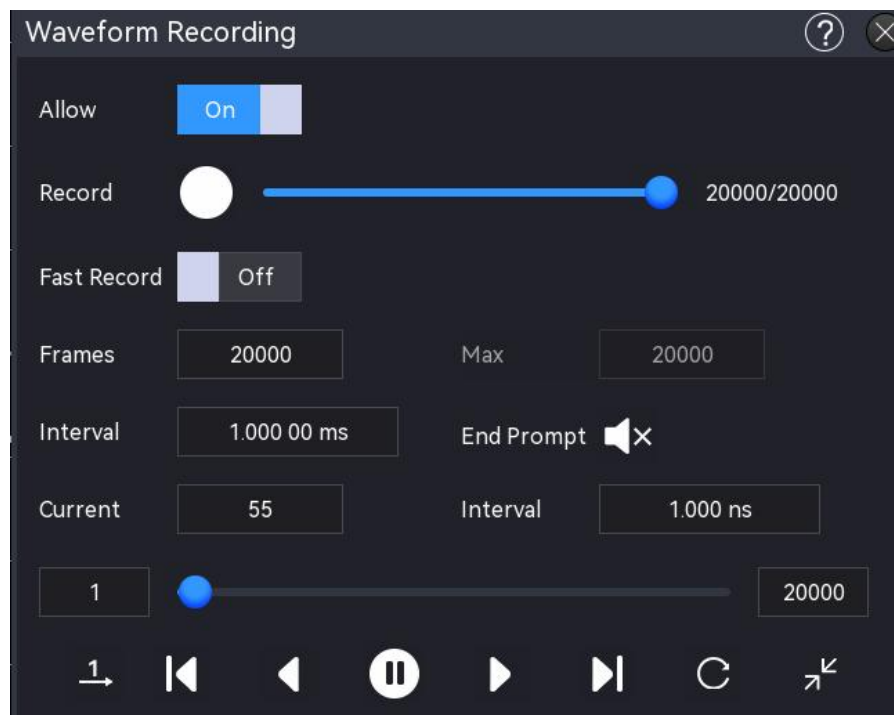 Waveform Recording ?
Allow On
Record 20000/20000
Fast Record Off
Frames 20000 Max 20000
Interval 1.000 00 ms End Prompt
Current 55 Interval 1.000 ns
1 20000
1